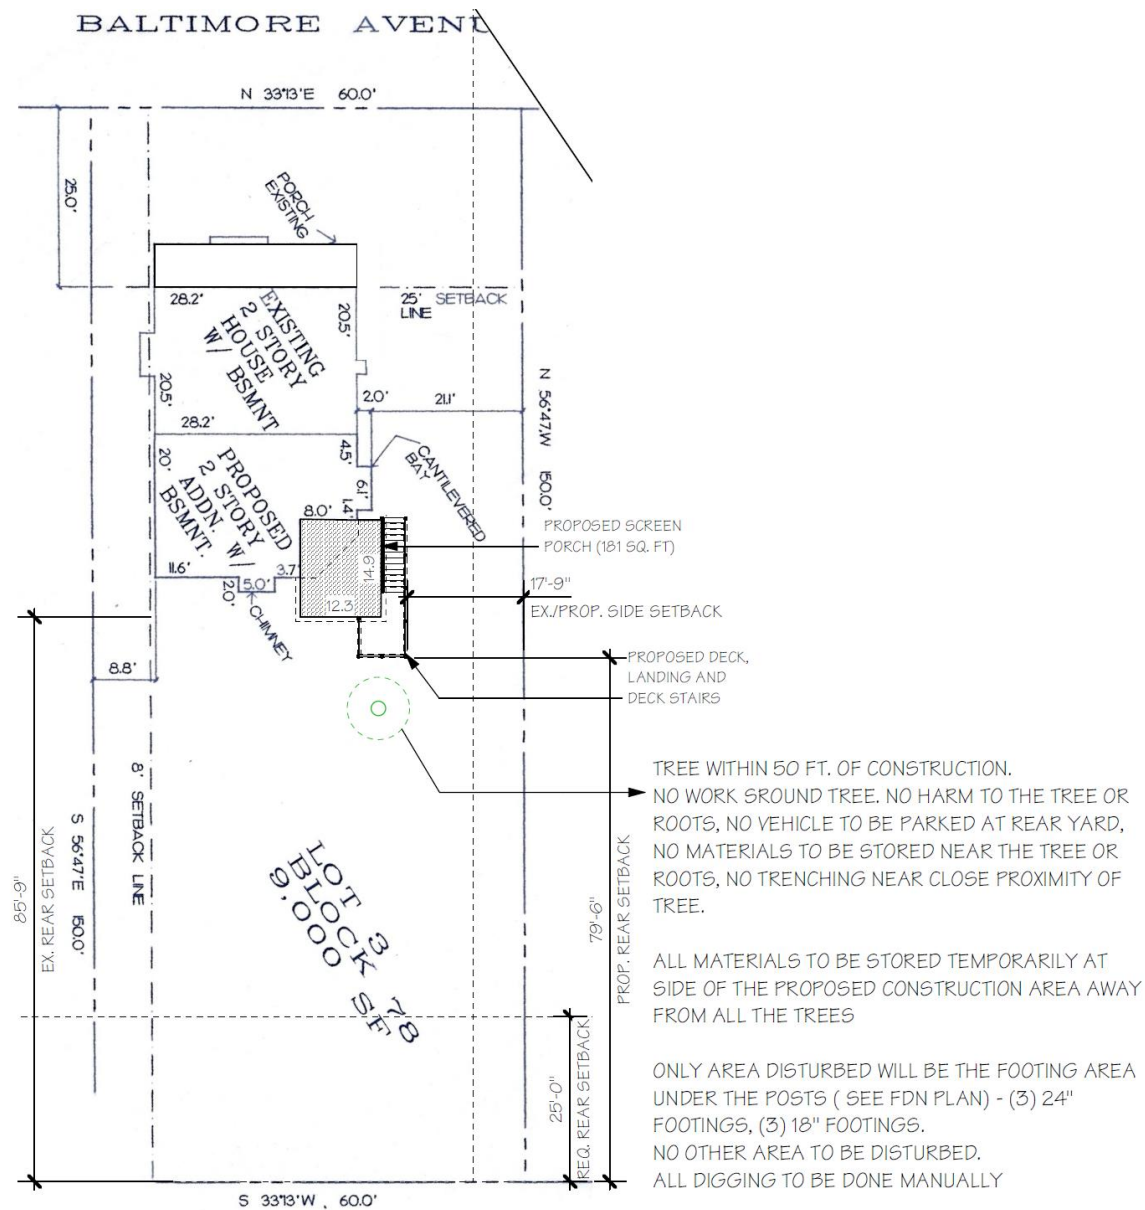 BALTIMORE AVENU
N 33°13'E 60.0'
25.0'
PORCH
EXISTING
28.2'
EXISTING
2 STORY
HOUSE
W/ BSMNT
20.5'
25' SETBACK
LINE
20.5'
28.2'
2.0'
21.1'
N 56°47,W 150.0'
20'
PROPOSED
2 STORY
ADDN. W/
BSMNT.
4.5'
6.1'
1.4'
CANTILEVERED
BAY
8.0'
PROPOSED SCREEN
PORCH (181 SQ. FT)
14.9
12.3
11.6'
2.0'
5.0'
3.7'
CHIMNEY
17'-9"
EX./PROP. SIDE SETBACK
8.8'
PROPOSED DECK,
LANDING AND
DECK STAIRS
8' SETBACK LINE
S 56°47'E 150.0'
85'-9"
EX. REAR SETBACK
LOT 3
BLOCK 78
9,000 SF
79'-6"
PROP. REAR SETBACK
25'-0"
REQ. REAR SETBACK
S 33°13'W , 60.0'
TREE WITHIN 50 FT. OF CONSTRUCTION.
NO WORK SROUND TREE. NO HARM TO THE TREE OR
ROOTS, NO VEHICLE TO BE PARKED AT REAR YARD,
NO MATERIALS TO BE STORED NEAR THE TREE OR
ROOTS, NO TRENCHING NEAR CLOSE PROXIMITY OF
TREE.
ALL MATERIALS TO BE STORED TEMPORARILY AT
SIDE OF THE PROPOSED CONSTRUCTION AREA AWAY
FROM ALL THE TREES
ONLY AREA DISTURBED WILL BE THE FOOTING AREA
UNDER THE POSTS ( SEE FDN PLAN) - (3) 24"
FOOTINGS, (3) 18" FOOTINGS.
NO OTHER AREA TO BE DISTURBED.
ALL DIGGING TO BE DONE MANUALLY